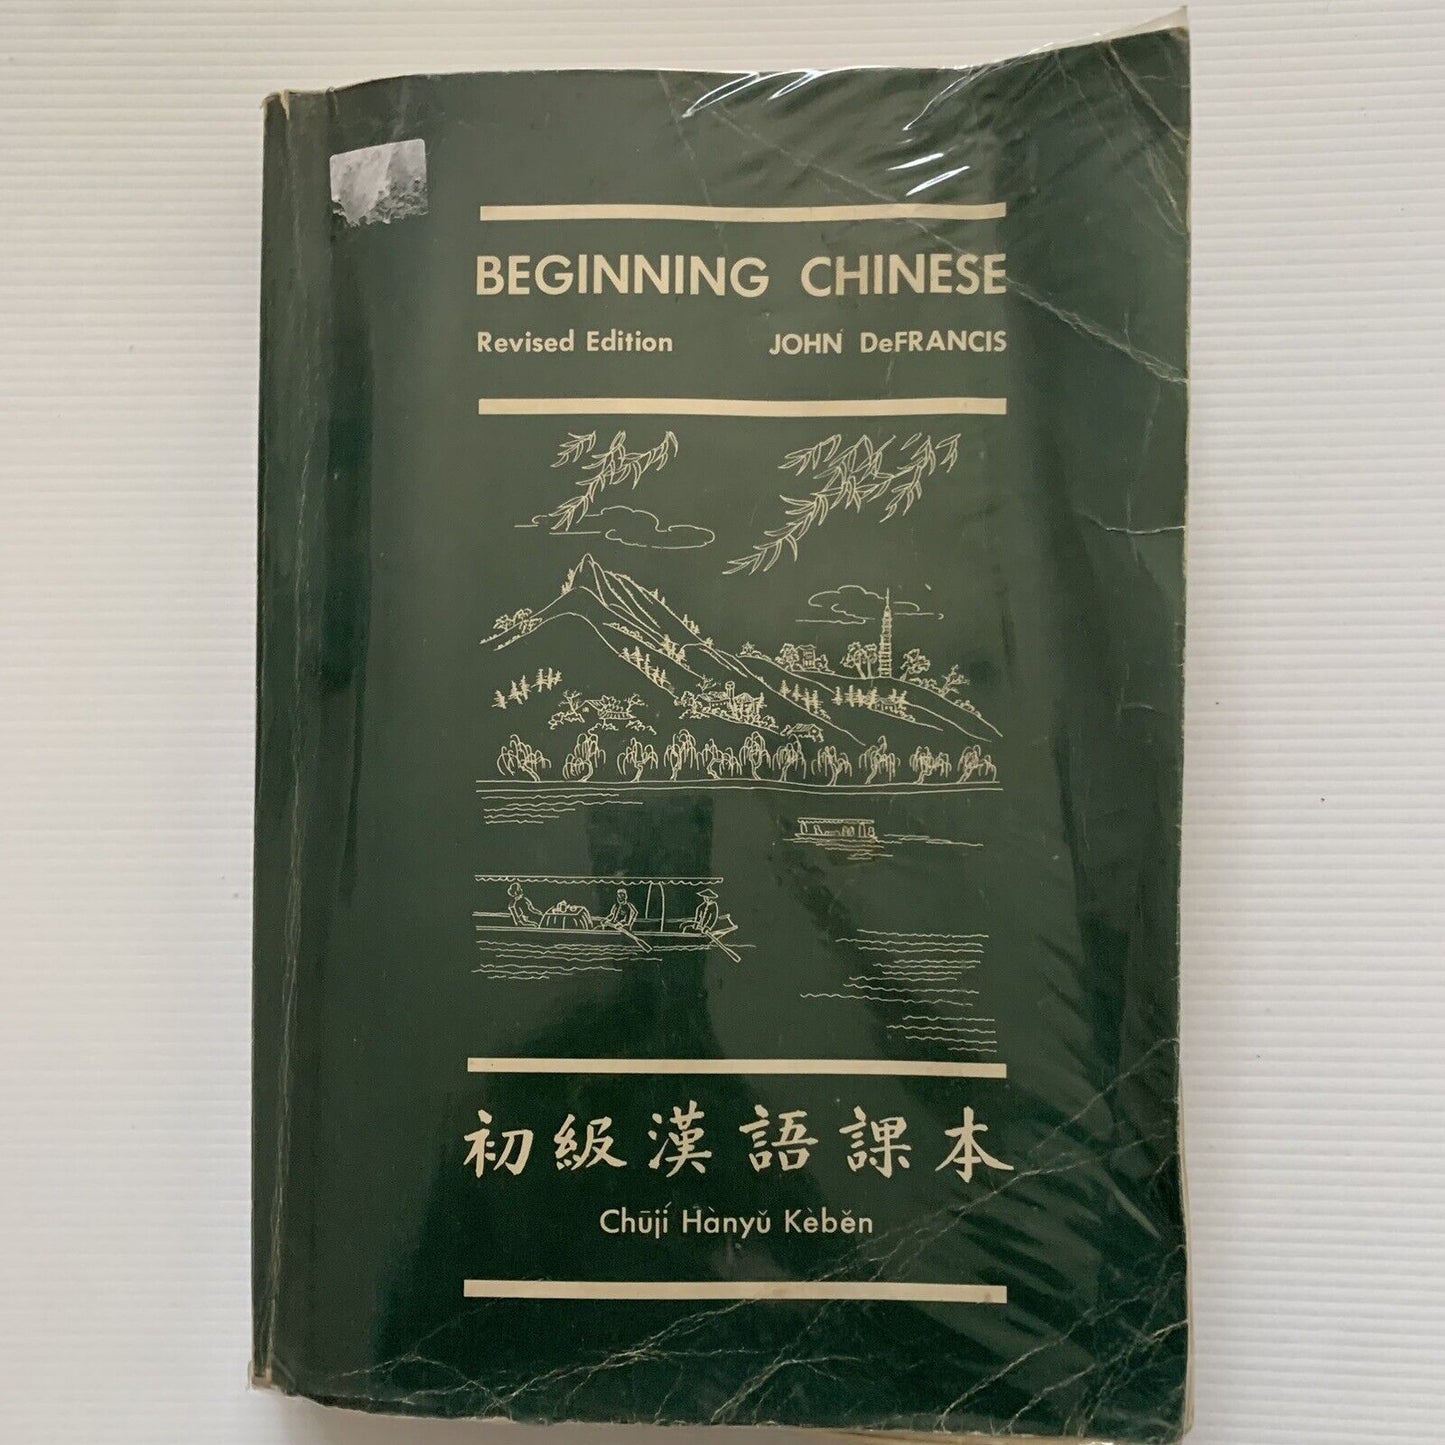 BEGINNING CHINESE
Revised Edition JOHN DeFRANCIS
初級漢語課本
Chūjí Hànyǔ Kèběn